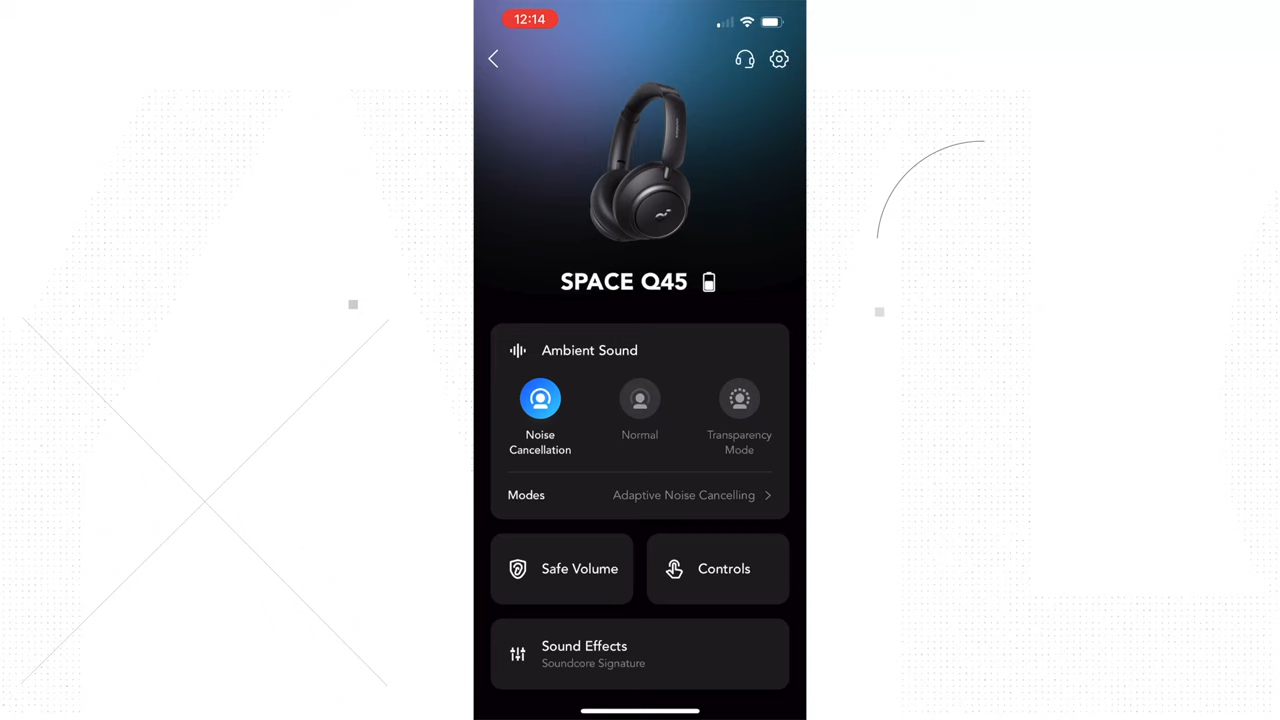 12:14
SPACE Q45
Ambient Sound
Noise
Cancellation
Normal
Transparency
Mode
Modes
Adaptive Noise Cancelling
Safe Volume
Controls
Sound Effects
Soundcore Signature